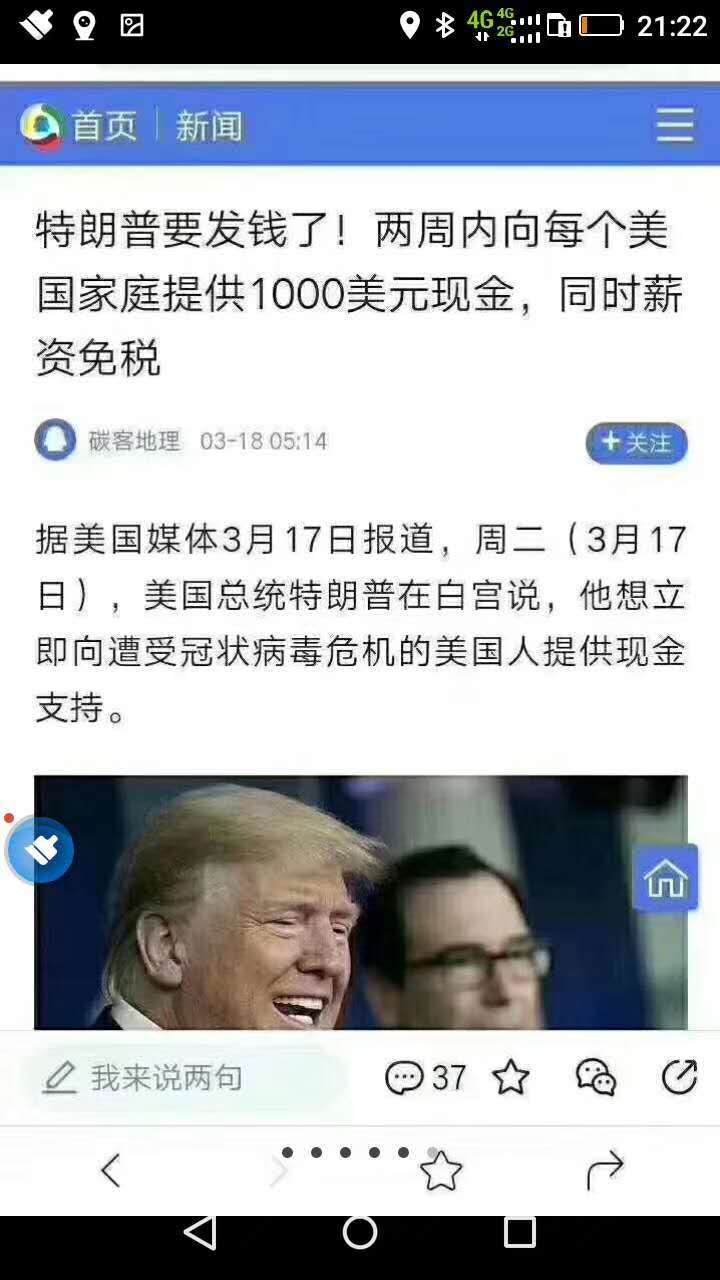 4G 4G 2G 21:22
首页 | 新闻
特朗普要发钱了！两周内向每个美
国家庭提供1000美元现金，同时薪
资免税
碳客地理 03-18 05:14
+关注
据美国媒体3月17日报道，周二（3月17
日），美国总统特朗普在白宫说，他想立
即向遭受冠状病毒危机的美国人提供现金
支持。
我来说两句
37